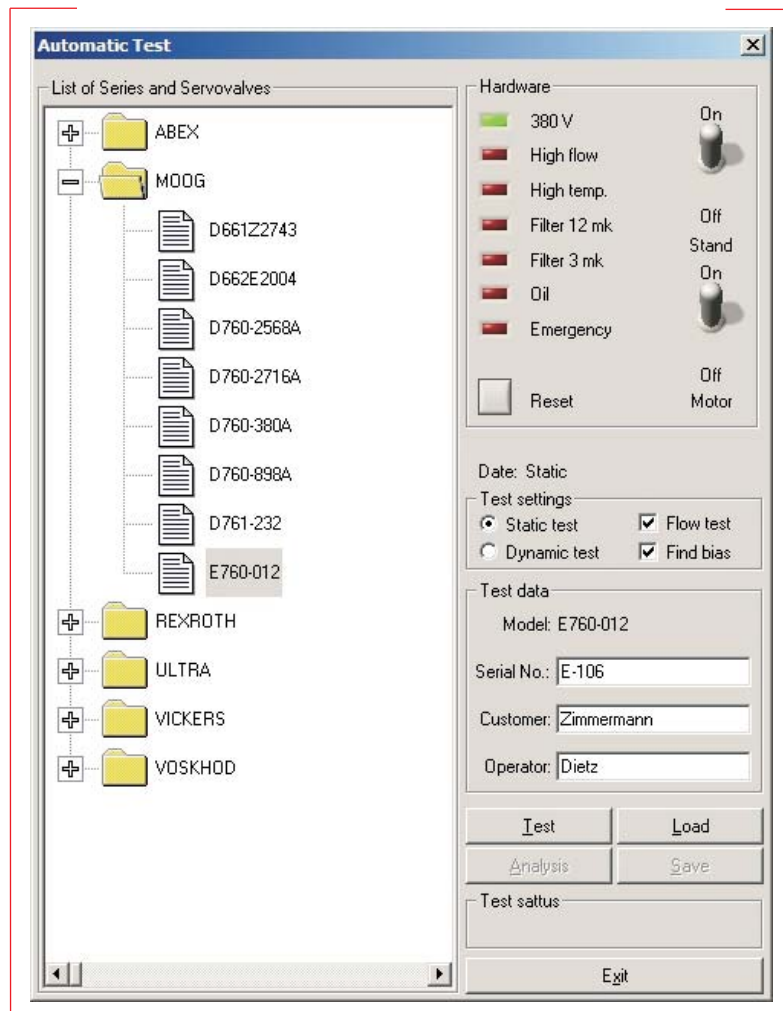 Automatic Test
List of Series and Servovalves
ABEX
MOOG
D661Z2743
D662E2004
D760-2568A
D760-2716A
D760-380A
D760-898A
D761-232
E760-012
REXROTH
ULTRA
VICKERS
VOSKHOD
Hardware
380 V
High flow
High temp.
Filter 12 mk
Filter 3 mk
Oil
Emergency
Reset
On
Off
Stand
On
Off
Motor
Date: Static
Test settings
Static test
Flow test
Dynamic test
Find bias
Test data
Model: E760-012
Serial No.: E-106
Customer: Zimmermann
Operator: Dietz
Test
Load
Analysis
Save
Test sattus
Exit